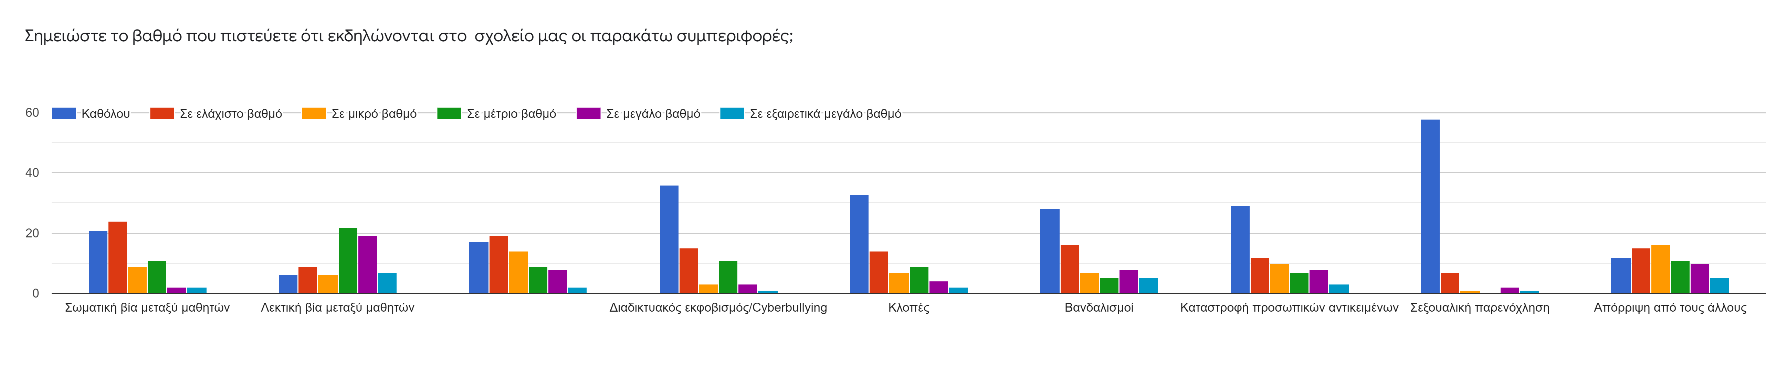 Σημειώστε το βαθμό που πιστεύετε ότι εκδηλώνονται στο  σχολείο μας οι παρακάτω συμπεριφορές;
60
Καθόλου Σε ελάχιστο βαθμό Σε μικρό βαθμό Σε μέτριο βαθμό Σε μεγάλο βαθμό Σε εξαιρετικά μεγάλο βαθμό
40
20
0
Σωματική βία μεταξύ μαθητών Λεκτική βία μεταξύ μαθητών Διαδικτυακός εκφοβισμός/Cyberbullying Κλοπές Βανδαλισμοί Καταστροφή προσωπικών αντικειμένων Σεξουαλική παρενόχληση Απόρριψη από τους άλλους